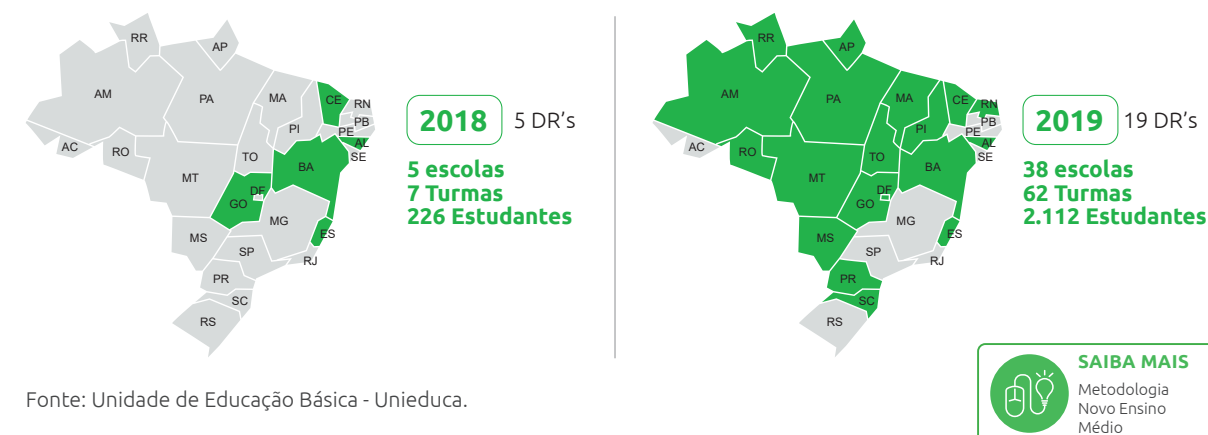 RR
AP
AM
PA
MA
CE
RN
PB
PE
PI
AL
SE
AC
RO
TO
BA
MT
DF
GO
MG
ES
MS
SP
RJ
PR
SC
RS
2018 5 DR's
5 escolas
7 Turmas
226 Estudantes
RR
AP
AM
PA
MA
CE
RN
PB
PE
PI
AL
SE
AC
RO
TO
BA
MT
DF
GO
MG
ES
MS
SP
RJ
PR
SC
RS
2019 19 DR's
38 escolas
62 Turmas
2.112 Estudantes
Fonte: Unidade de Educação Básica - Unieduca.
SAIBA MAIS
Metodologia
Novo Ensino
Médio